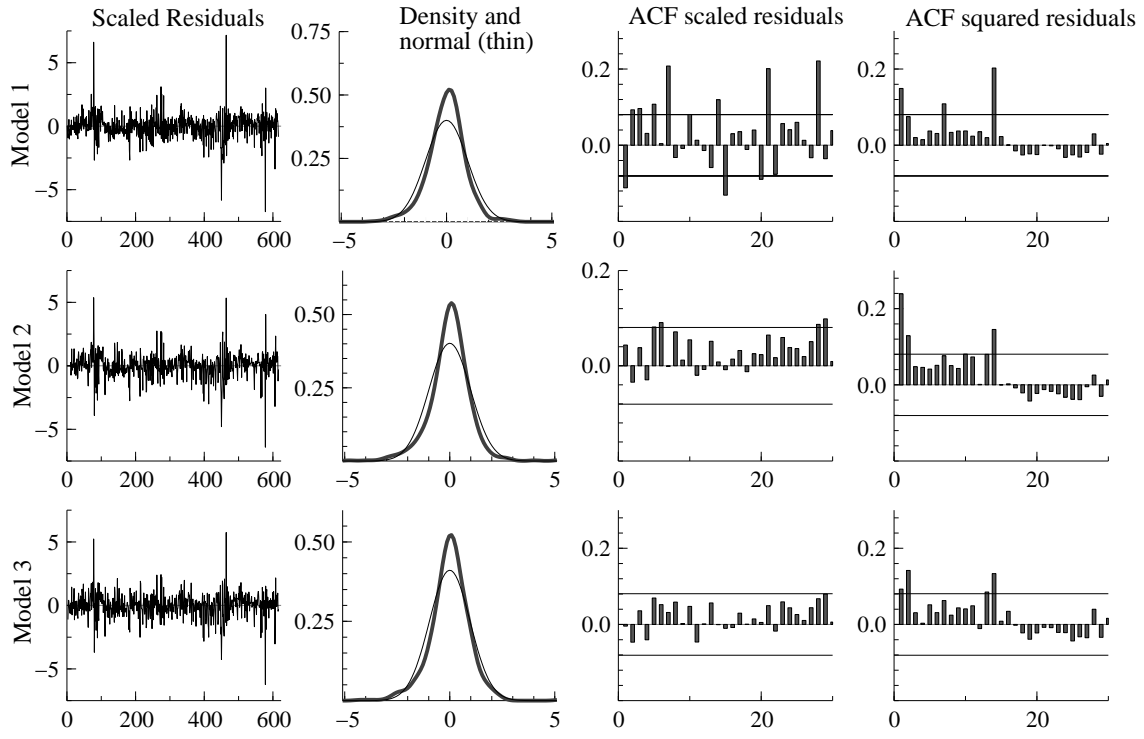 Scaled Residuals
Density and
normal (thin)
ACF scaled residuals
ACF squared residuals
Model 1
5
0
−5
0 200 400 600
0.75
0.50
0.25
−5 0 5
0.2
0.0
0 20
0.2
0.0
0 20
Model 2
5
0
−5
0 200 400 600
0.50
0.25
−5 0 5
0.2
0.0
0 20
0.2
0.0
0 20
Model 3
5
0
−5
0 200 400 600
0.50
0.25
−5 0 5
0.2
0.0
0 20
0.2
0.0
0 20